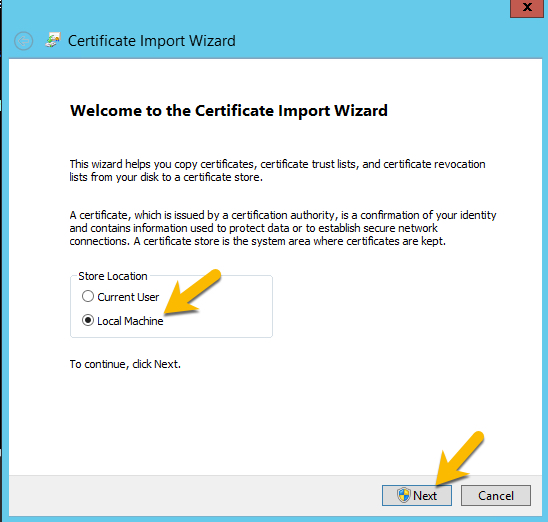 x
Certificate Import Wizard
Welcome to the Certificate Import Wizard
This wizard helps you copy certificates, certificate trust lists, and certificate revocation
lists from your disk to a certificate store.
A certificate, which is issued by a certification authority, is a confirmation of your identity
and contains information used to protect data or to establish secure network
connections. A certificate store is the system area where certificates are kept.
Store Location
Current User
Local Machine
To continue, click Next.
Next
Cancel